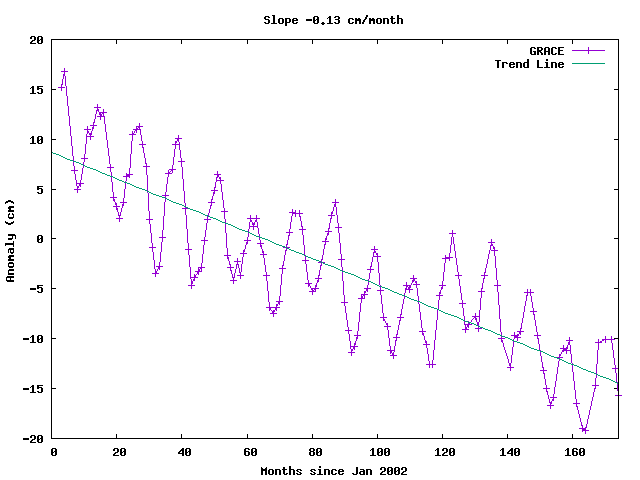 Slope -0.13 cm/month
GRACE
Trend Line
20
15
10
5
0
-5
-10
-15
-20
Anomaly (cm)
0 20 40 60 80 100 120 140 160
Months since Jan 2002